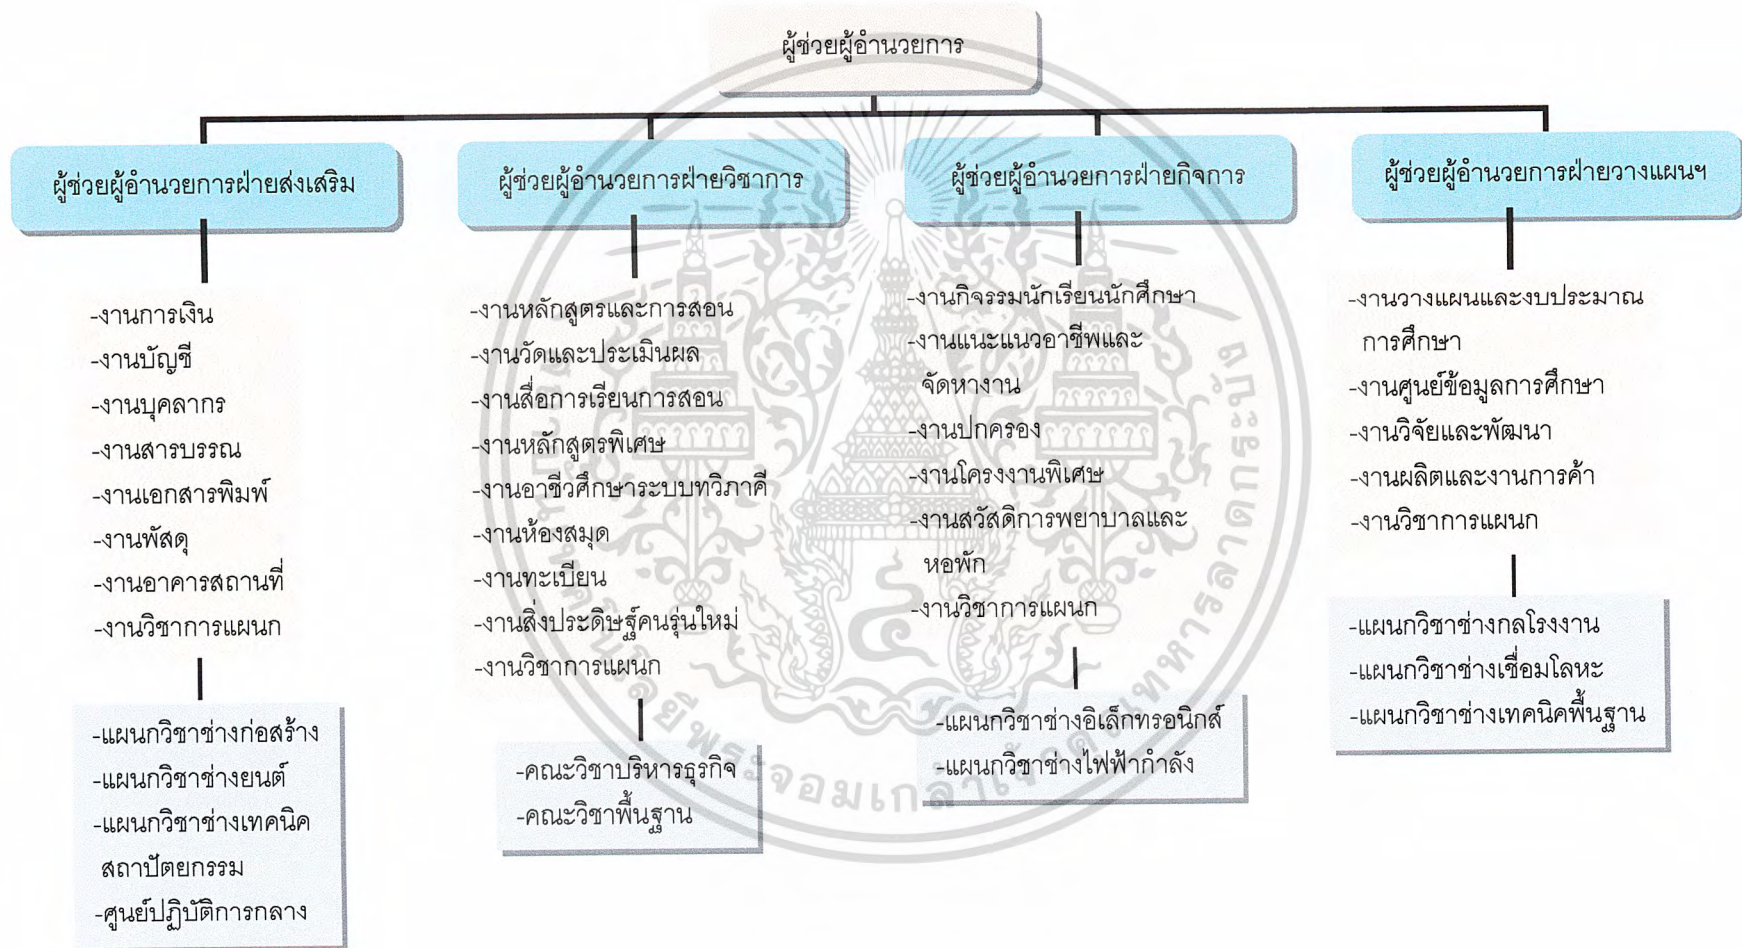 ผู้ช่วยผู้อำนวยการ
ผู้ช่วยผู้อำนวยการฝ่ายส่งเสริม
-งานการเงิน
-งานบัญชี
-งานบุคลากร
-งานสารบรรณ
-งานเอกสารพิมพ์
-งานพัสดุ
-งานอาคารสถานที่
-งานวิชาการแผนก
-แผนกวิชาช่างก่อสร้าง
-แผนกวิชาช่างยนต์
-แผนกวิชาช่างเทคนิค
สถาปัตยกรรม
-ศูนย์ปฏิบัติการกลาง
ผู้ช่วยผู้อำนวยการฝ่ายวิชาการ
-งานหลักสูตรและการสอน
-งานวัดและประเมินผล
-งานสื่อการเรียนการสอน
-งานหลักสูตรพิเศษ
-งานอาชีวศึกษาระบบทวิภาคี
-งานห้องสมุด
-งานทะเบียน
-งานสิ่งประดิษฐ์คนรุ่นใหม่
-งานวิชาการแผนก
-คณะวิชาบริหารธุรกิจ
-คณะวิชาพื้นฐาน
ผู้ช่วยผู้อำนวยการฝ่ายกิจการ
-งานกิจรรมนักเรียนนักศึกษา
-งานแนะแนวอาชีพและ
จัดหางาน
-งานปกครอง
-งานโครงงานพิเศษ
-งานสวัสดิการพยาบาลและ
หอพัก
-งานวิชาการแผนก
-แผนกวิชาช่างอิเล็กทรอนิกส์
-แผนกวิชาช่างไฟฟ้ากำลัง
ผู้ช่วยผู้อำนวยการฝ่ายวางแผนฯ
-งานวางแผนและงบประมาณ
การศึกษา
-งานศูนย์ข้อมูลการศึกษา
-งานวิจัยและพัฒนา
-งานผลิตและงานการค้า
-งานวิชาการแผนก
-แผนกวิชาช่างกลโรงงาน
-แผนกวิชาช่างเชื่อมโลหะ
-แผนกวิชาช่างเทคนิคพื้นฐาน